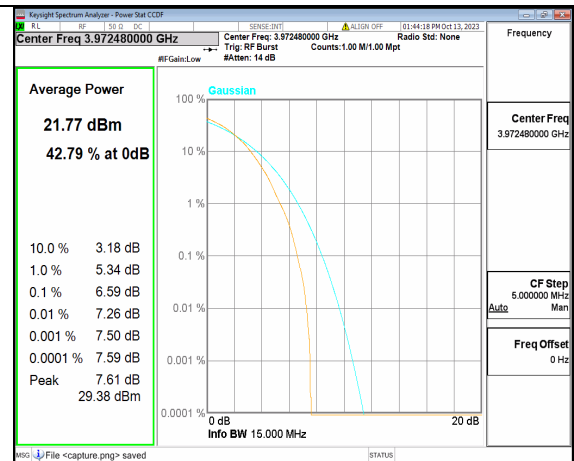 Keysight Spectrum Analyzer - Power Stat CCDF
LXI RL RF 50 Ω DC SENSE:INT ALIGN OFF 01:44:18 PM Oct 13, 2023
Center Freq 3.972480000 GHz
Center Freq: 3.972480000 GHz Radio Std: None
Trig: RF Burst Counts:1.00 M/1.00 Mpt
#IFGain:Low #Atten: 14 dB
Frequency
Average Power
21.77 dBm
42.79 % at 0dB
10.0 % 3.18 dB
1.0 % 5.34 dB
0.1 % 6.59 dB
0.01 % 7.26 dB
0.001 % 7.50 dB
0.0001 % 7.59 dB
Peak 7.61 dB
29.38 dBm
Gaussian
100 %
10 %
1 %
0.1 %
0.01 %
0.001 %
0.0001 %
0 dB 20 dB
Info BW 15.000 MHz
Center Freq
3.972480000 GHz
CF Step
5.000000 MHz
Auto Man
Freq Offset
0 Hz
MSG File <capture.png> saved STATUS